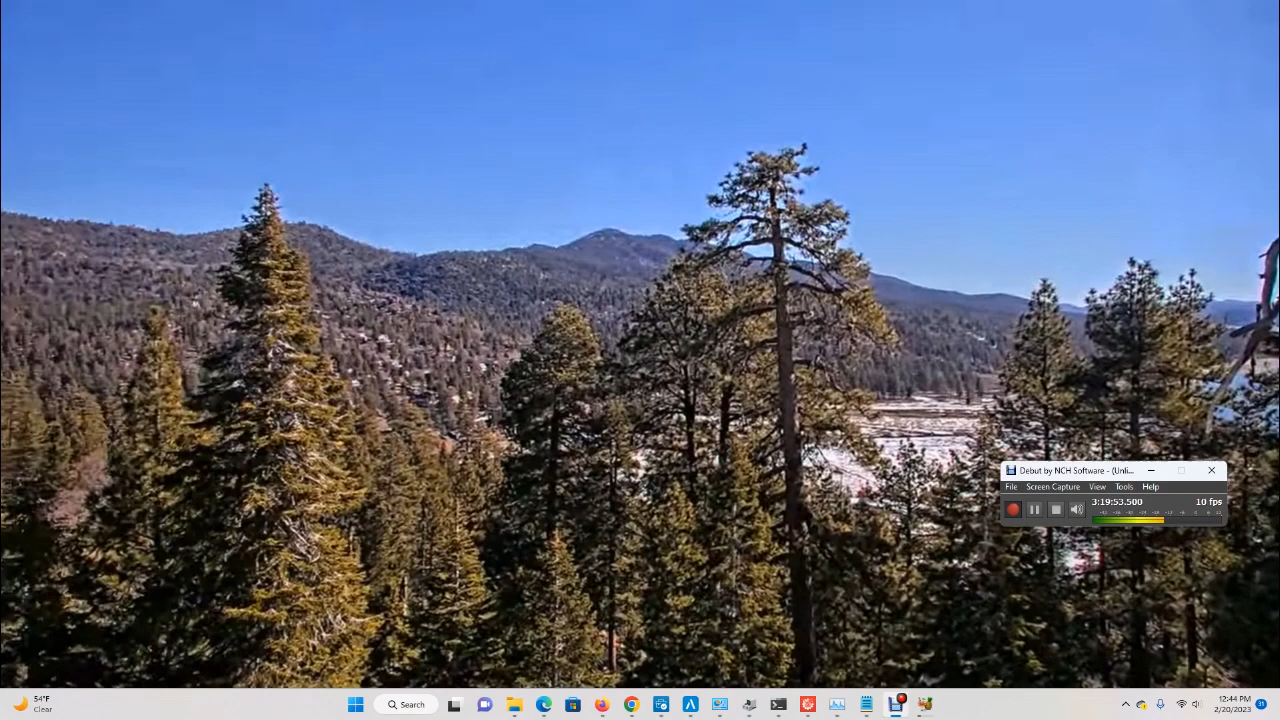 Debut by NCH Software - (Unli...
File Screen Capture View Tools Help
3:19:53.500 10 fps
54°F
Clear
Search
12:44 PM
2/20/2023